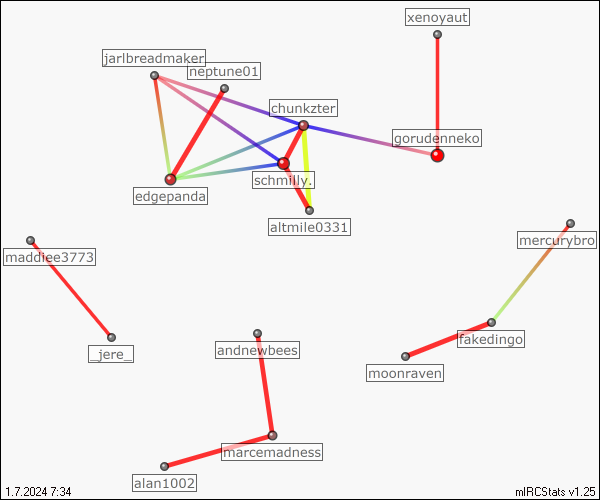 xenoyaut
jarlbreadmaker
neptune01
chunkzter
gorudenneko
schmilly.
edgepanda
altmile0331
mercurybro
maddiee3773
fakedingo
_jere_
andnewbees
moonraven
marcemadness
alan1002
1.7.2024 7:34
mIRCStats v1.25